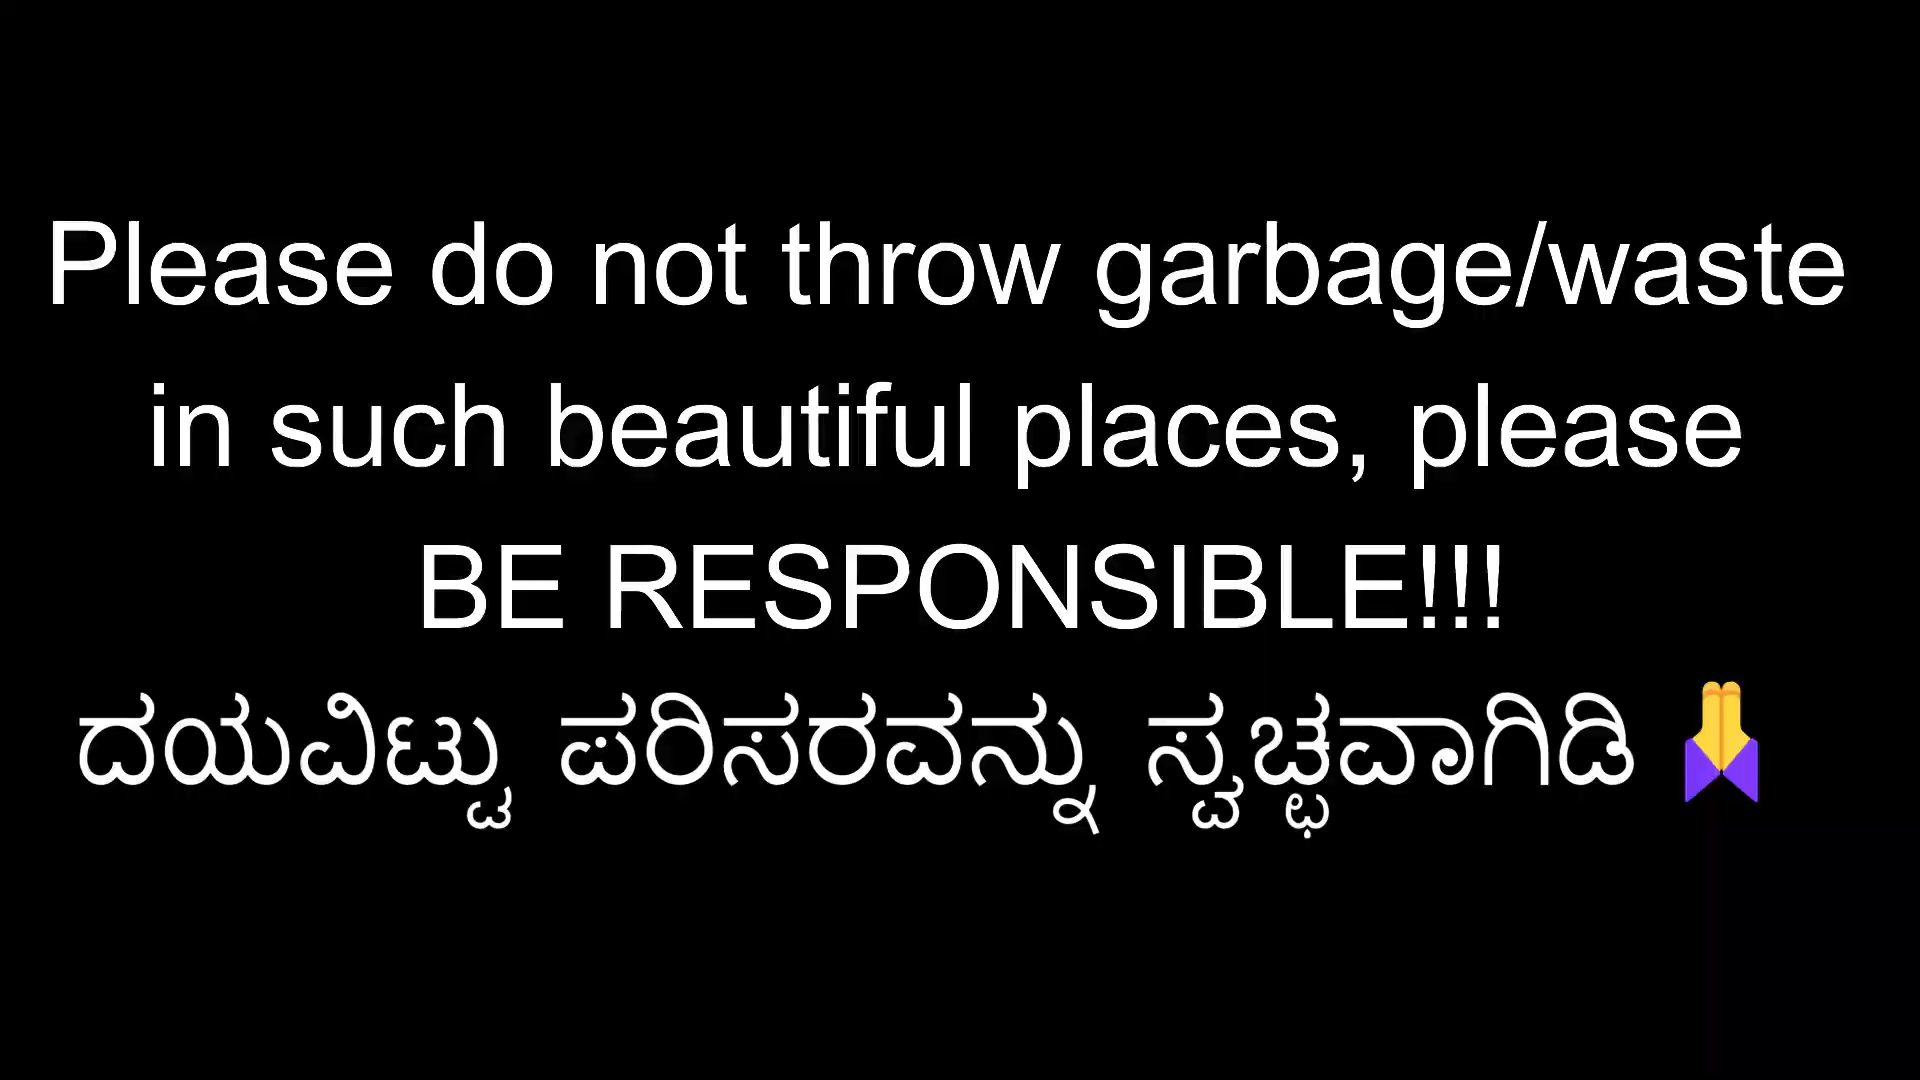 Please do not throw garbage/waste
in such beautiful places, please
BE RESPONSIBLE!!!
ದಯವಿಟ್ಟು ಪರಿಸರವನ್ನು ಸ್ವಚ್ಛವಾಗಿಡಿ 🙏